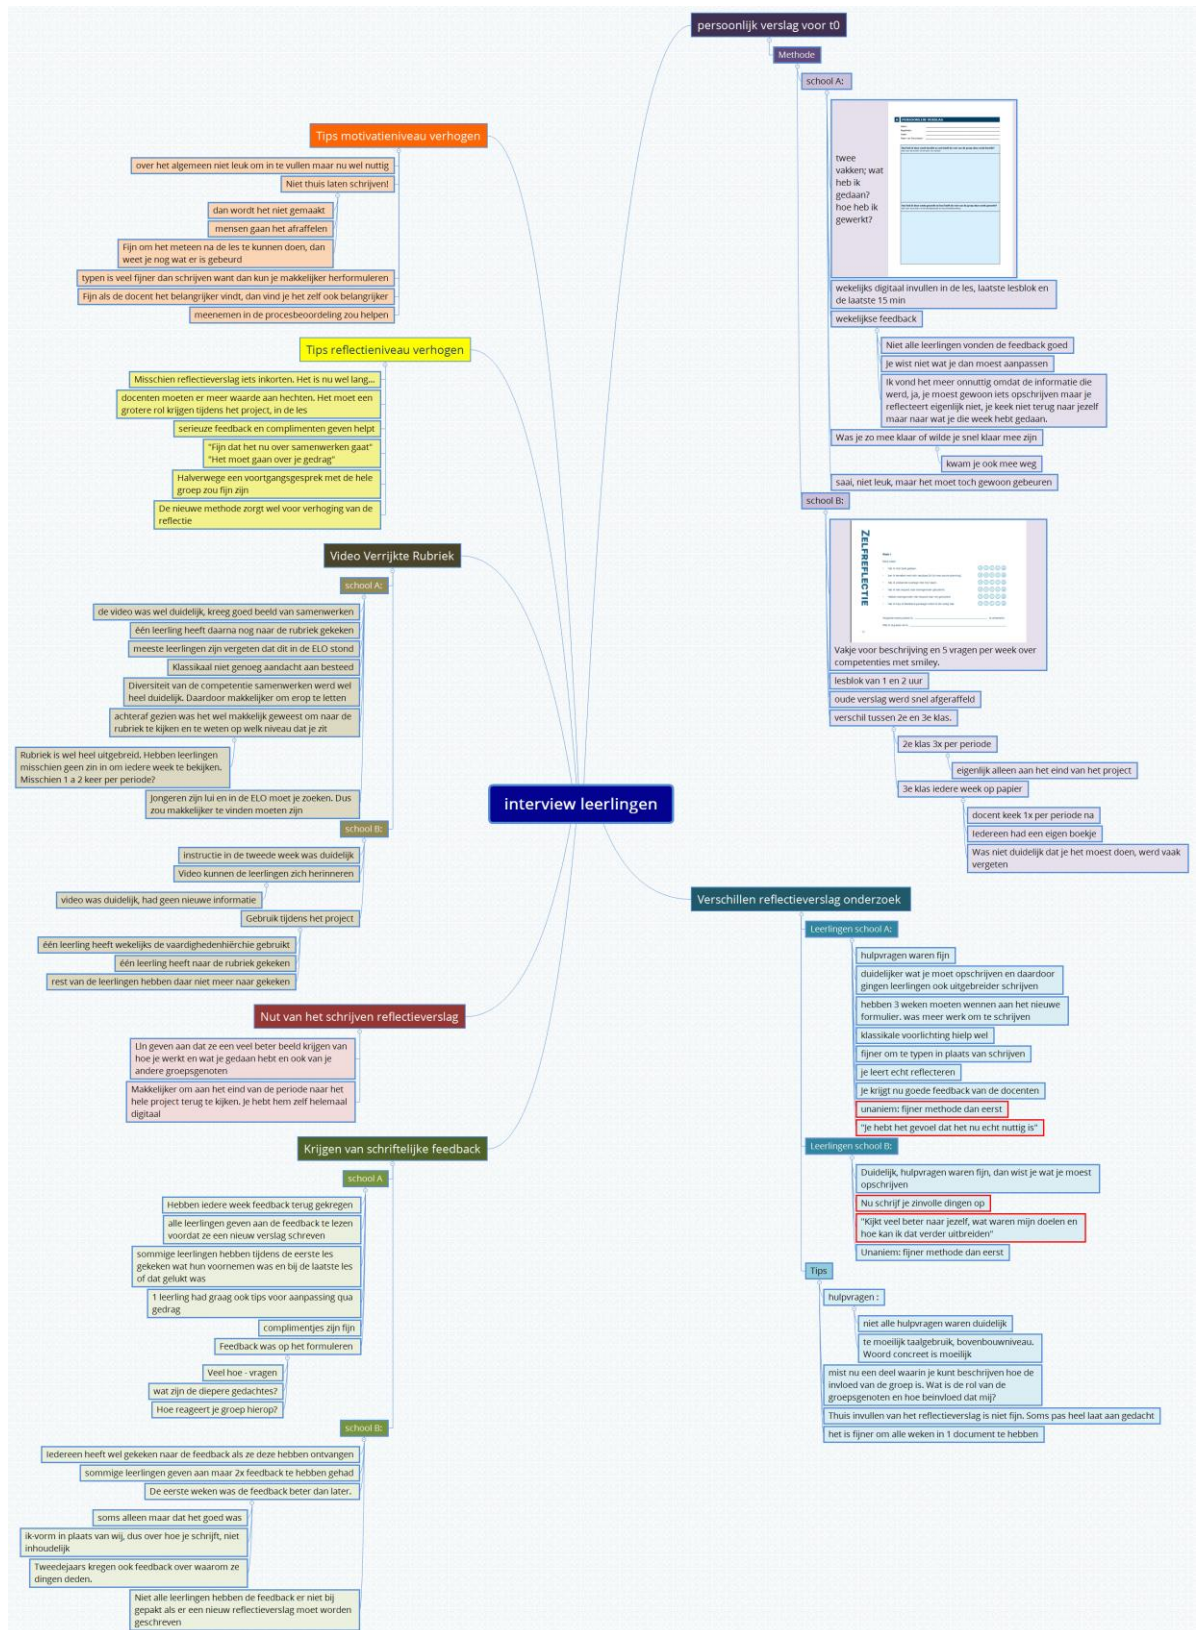 interview leerlingen
persoonlijk verslag voor t0
Methode
school A:
twee
vakken; wat
heb ik
gedaan?
hoe heb ik
gewerkt?
wekelijks digitaal invullen in de les, laatste lesblok en
de laatste 15 min
wekelijkse feedback
Niet alle leerlingen vonden de feedback goed
Je wist niet wat je dan moest aanpassen
Ik vond het meer onnuttig omdat de informatie die
werd, ja, je moest gewoon iets opschrijven maar je
reflecteert eigenlijk niet, je keek niet terug naar jezelf
maar naar wat je die week hebt gedaan.
Was je zo mee klaar of wilde je snel klaar mee zijn
kwam je ook mee weg
saai, niet leuk, maar het moet toch gewoon gebeuren
school B:
ZELFREFLECTIE
Vakje voor beschrijving en 5 vragen per week over
competenties met smiley.
lesblok van 1 en 2 uur
oude verslag werd snel afgeraffeld
verschil tussen 2e en 3e klas.
2e klas 3x per periode
eigenlijk alleen aan het eind van het project
3e klas iedere week op papier
docent keek 1x per periode na
Iedereen had een eigen boekje
Was niet duidelijk dat je het moest doen, werd vaak
vergeten
Verschillen reflectieverslag onderzoek
Leerlingen school A:
hulpvragen waren fijn
duidelijker wat je moet opschrijven en daardoor
gingen leerlingen ook uitgebreider schrijven
hebben 3 weken moeten wennen aan het nieuwe
formulier. was meer werk om te schrijven
klassikale voorlichting hielp wel
fijner om te typen in plaats van schrijven
je leert echt reflecteren
Je krijgt nu goede feedback van de docenten
unaniem: fijner methode dan eerst
"Je hebt het gevoel dat het nu echt nuttig is"
Leerlingen school B:
Duidelijk, hulpvragen waren fijn, dan wist je wat je moest
opschrijven
Nu schrijf je zinvolle dingen op
"Kijkt veel beter naar jezelf, wat waren mijn doelen en
hoe kan ik dat verder uitbreiden"
Unaniem: fijner methode dan eerst
Tips
hulpvragen :
niet alle hulpvragen waren duidelijk
te moeilijk taalgebruik, bovenbouwniveau.
Woord concreet is moeilijk
mist nu een deel waarin je kunt beschrijven hoe de
invloed van de groep is. Wat is de rol van de
groepsgenoten en hoe beinvloed dat mij?
Thuis invullen van het reflectieverslag is niet fijn. Soms pas heel laat aan gedacht
het is fijner om alle weken in 1 document te hebben
Tips motivatieniveau verhogen
over het algemeen niet leuk om in te vullen maar nu wel nuttig
Niet thuis laten schrijven!
dan wordt het niet gemaakt
mensen gaan het afraffelen
Fijn om het meteen na de les te kunnen doen, dan
weet je nog wat er is gebeurd
typen is veel fijner dan schrijven want dan kun je makkelijker herformuleren
Fijn als de docent het belangrijker vindt, dan vind je het zelf ook belangrijker
meenemen in de procesbeoordeling zou helpen
Tips reflectieniveau verhogen
Misschien reflectieverslag iets inkorten. Het is nu wel lang...
docenten moeten er meer waarde aan hechten. Het moet een
grotere rol krijgen tijdens het project, in de les
serieuze feedback en complimenten geven helpt
"Fijn dat het nu over samenwerken gaat"
"Het moet gaan over je gedrag"
Halverwege een voortgangsgesprek met de hele
groep zou fijn zijn
De nieuwe methode zorgt wel voor verhoging van de
reflectie
Video Verrijkte Rubriek
school A:
de video was wel duidelijk, kreeg goed beeld van samenwerken
één leerling heeft daarna nog naar de rubriek gekeken
meeste leerlingen zijn vergeten dat dit in de ELO stond
Klassikaal niet genoeg aandacht aan besteed
Diversiteit van de competentie samenwerken werd wel
heel duidelijk. Daardoor makkelijker om erop te letten
achteraf gezien was het wel makkelijk geweest om naar de
rubriek te kijken en te weten op welk niveau dat je zit
Rubriek is wel heel uitgebreid. Hebben leerlingen
misschien geen zin in om iedere week te bekijken.
Misschien 1 a 2 keer per periode?
Jongeren zijn lui en in de ELO moet je zoeken. Dus
zou makkelijker te vinden moeten zijn
school B:
instructie in de tweede week was duidelijk
Video kunnen de leerlingen zich herinneren
video was duidelijk, had geen nieuwe informatie
Gebruik tijdens het project
één leerling heeft wekelijks de vaardighedenhiërchie gebruikt
één leerling heeft naar de rubriek gekeken
rest van de leerlingen hebben daar niet meer naar gekeken
Nut van het schrijven reflectieverslag
Lln geven aan dat ze een veel beter beeld krijgen van
hoe je werkt en wat je gedaan hebt en ook van je
andere groepsgenoten
Makkelijker om aan het eind van de periode naar het
hele project terug te kijken. Je hebt hem zelf helemaal
digitaal
Krijgen van schriftelijke feedback
school A
Hebben iedere week feedback terug gekregen
alle leerlingen geven aan de feedback te lezen
voordat ze een nieuw verslag schreven
sommige leerlingen hebben tijdens de eerste les
gekeken wat hun voornemen was en bij de laatste les
of dat gelukt was
1 leerling had graag ook tips voor aanpassing qua
gedrag
complimentjes zijn fijn
Feedback was op het formuleren
Veel hoe - vragen
wat zijn de diepere gedachtes?
Hoe reageert je groep hierop?
school B:
Iedereen heeft wel gekeken naar de feedback als ze deze hebben ontvangen
sommige leerlingen geven aan maar 2x feedback te hebben gehad
De eerste weken was de feedback beter dan later.
soms alleen maar dat het goed was
ik-vorm in plaats van wij, dus over hoe je schrijft, niet
inhoudelijk
Tweedejaars kregen ook feedback over waarom ze
dingen deden.
Niet alle leerlingen hebben de feedback er niet bij
gepakt als er een nieuw reflectieverslag moet worden
geschreven